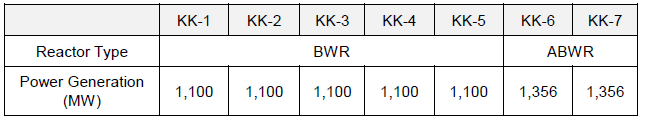 KK-1 KK-2 KK-3 KK-4 KK-5 KK-6 KK-7
Reactor Type BWR ABWR
Power Generation
(MW) 1,100 1,100 1,100 1,100 1,100 1,356 1,356